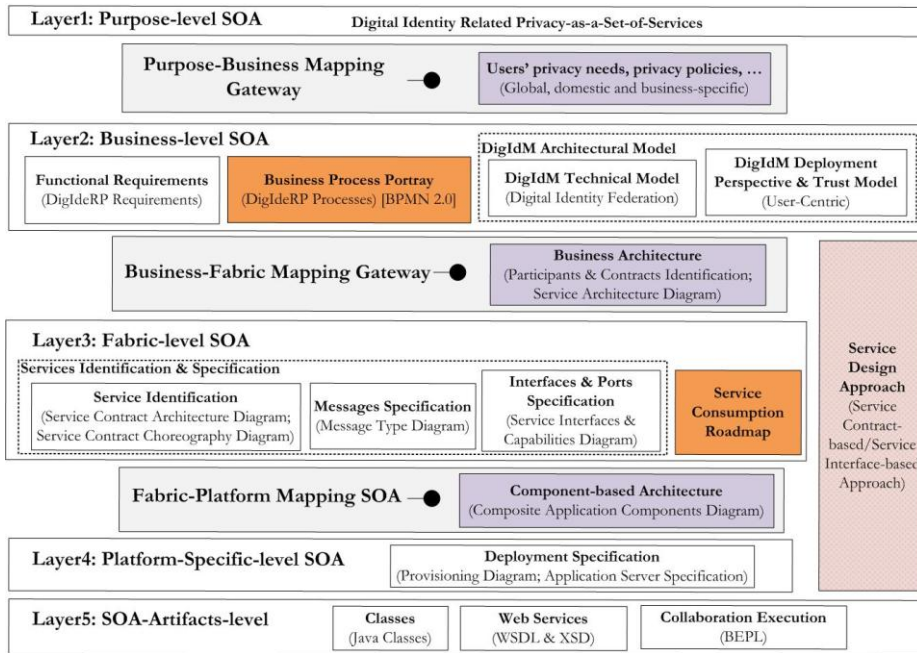 Layer1: Purpose-level SOA
Digital Identity Related Privacy-as-a-Set-of-Services
Purpose-Business Mapping
Gateway
Users' privacy needs, privacy policies, …
(Global, domestic and business-specific)
Layer2: Business-level SOA
Functional Requirements
(DigIdeRP Requirements)
Business Process Portray
(DigIdeRP Processes) [BPMN 2.0]
DigIdM Architectural Model
DigIdM Technical Model
(Digital Identity Federation)
DigIdM Deployment
Perspective & Trust Model
(User-Centric)
Business-Fabric Mapping Gateway
Business Architecture
(Participants & Contracts Identification;
Service Architecture Diagram)
Layer3: Fabric-level SOA
Services Identification & Specification
Service Identification
(Service Contract Architecture Diagram;
Service Contract Choreography Diagram)
Messages Specification
(Message Type Diagram)
Interfaces & Ports
Specification
(Service Interfaces &
Capabilities Diagram)
Service
Consumption
Roadmap
Service
Design
Approach
(Service
Contract-
based/Service
Interface-based
Approach)
Fabric-Platform Mapping SOA
Component-based Architecture
(Composite Application Components Diagram)
Layer4: Platform-Specific-level SOA
Deployment Specification
(Provisioning Diagram; Application Server Specification)
Layer5: SOA-Artifacts-level
Classes
(Java Classes)
Web Services
(WSDL & XSD)
Collaboration Execution
(BEPL)